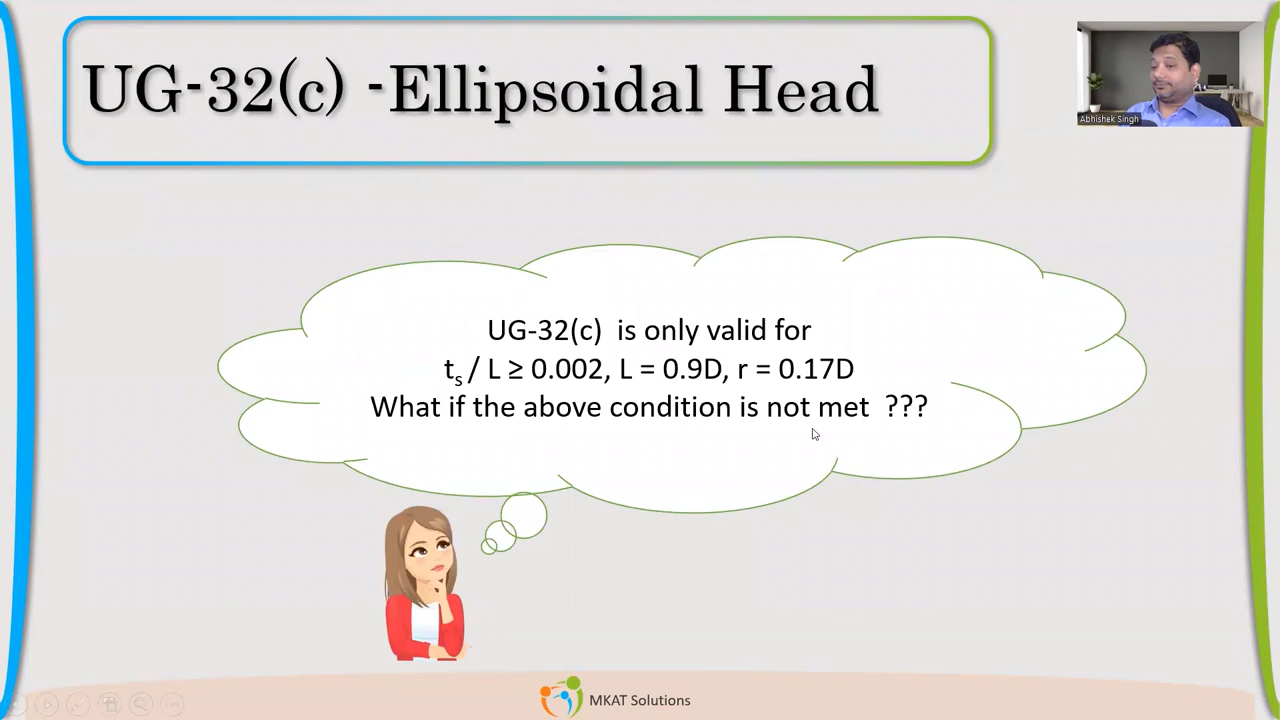 UG-32(c) -Ellipsoidal Head
Abhishek Singh
UG-32(c) is only valid for
ts / L ≥ 0.002, L = 0.9D, r = 0.17D
What if the above condition is not met ???
MKAT Solutions